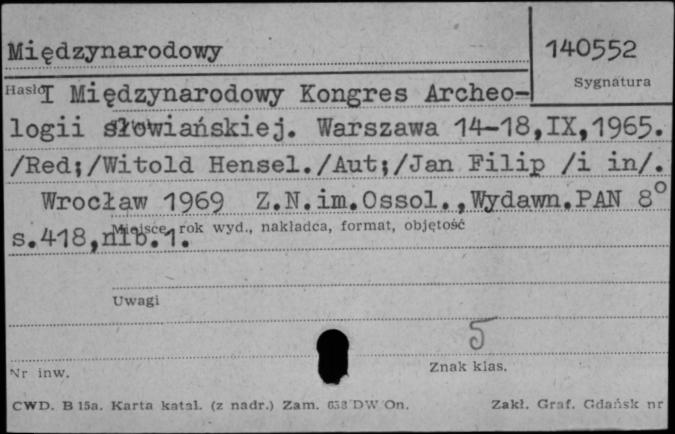 Międzynarodowy 140552
Hasło Sygnatura
I Międzynarodowy Kongres Archeo-
logii słowiańskiej. Warszawa 14-18,IX,1965.
/Red;/Witold Hensel./Aut;/Jan Filip /i in/.
Wrocław 1969 Z.N.im.Ossol.,Wydawn.PAN 8°
Miejsce, rok wyd., nakładca, format, objętość
s.418,nlb.1.
Uwagi
5
Nr inw. Znak klas.
CWD. B 15a. Karta katal. (z nadr.) Zam. DW On. Zakł. Graf. Gdańsk nr